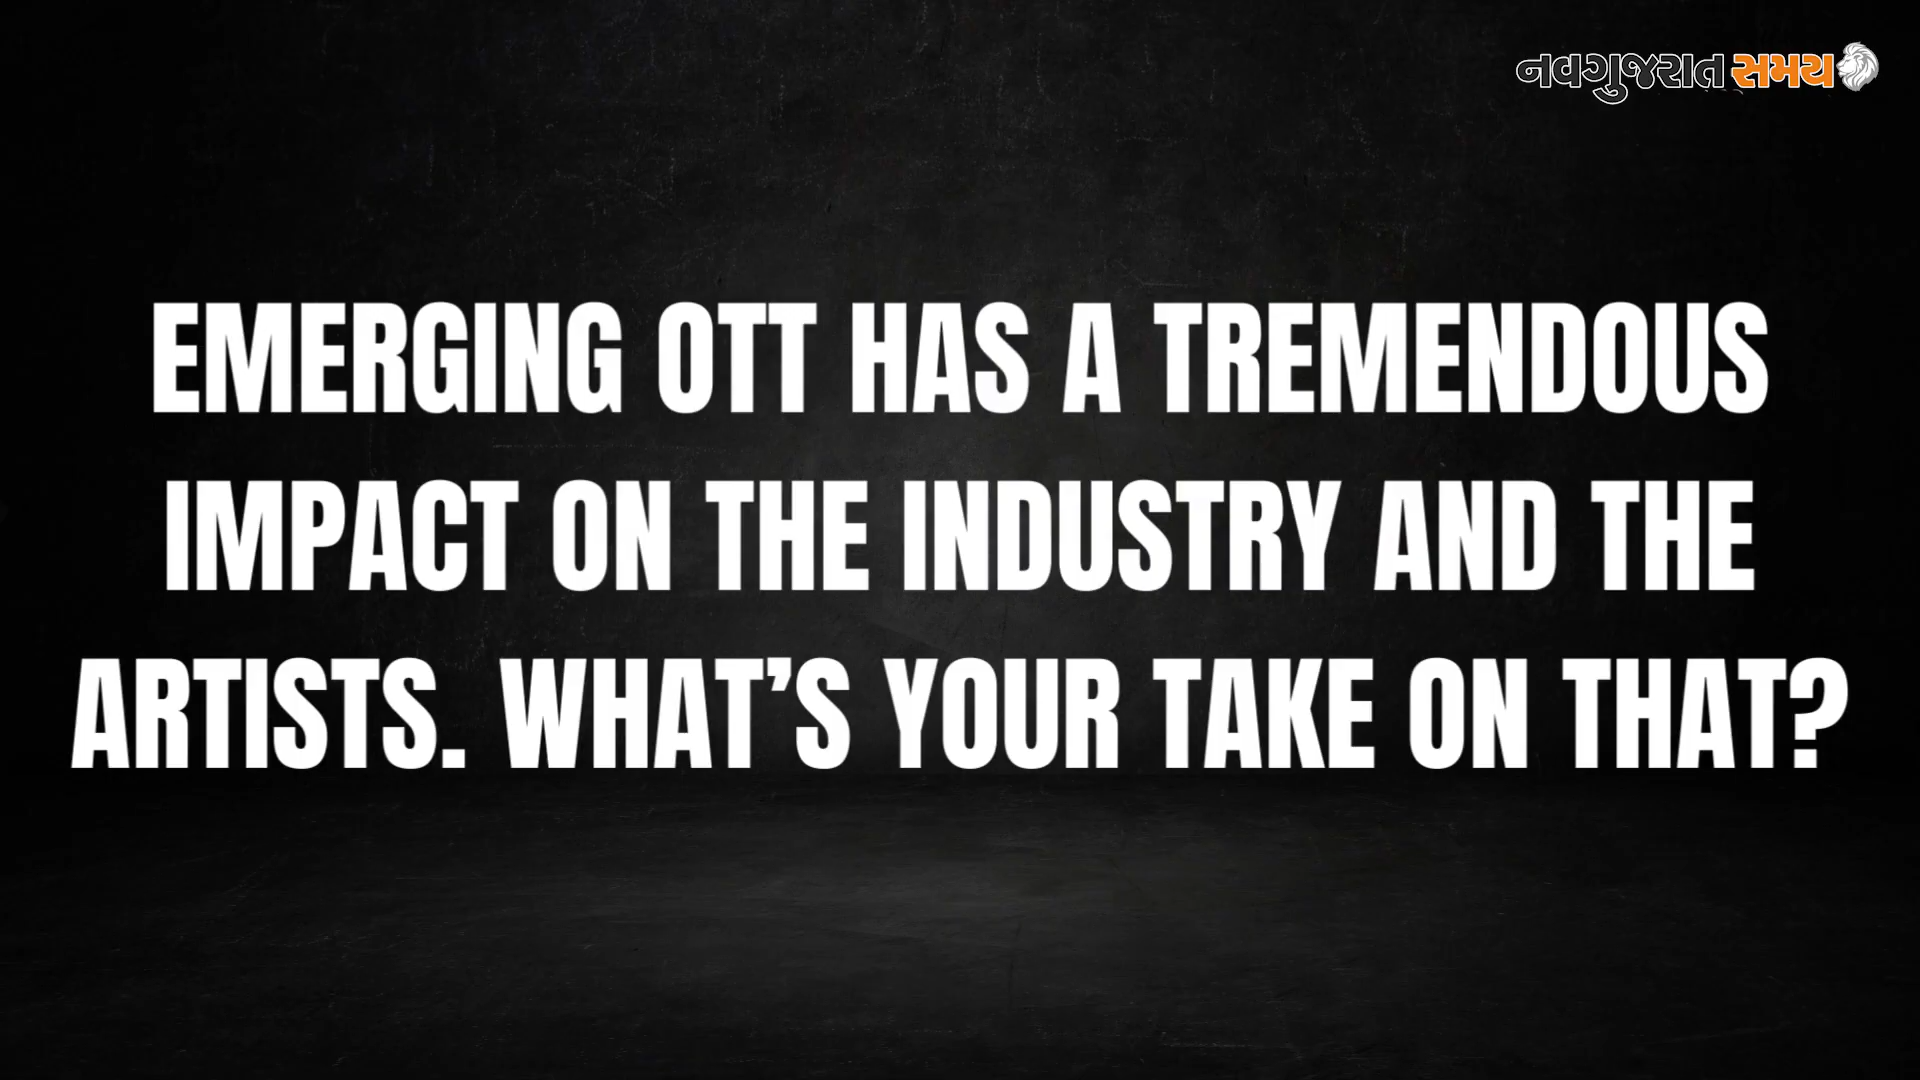 નવગુજરાત સમય
EMERGING OTT HAS A TREMENDOUS
IMPACT ON THE INDUSTRY AND THE
ARTISTS. WHAT’S YOUR TAKE ON THAT?